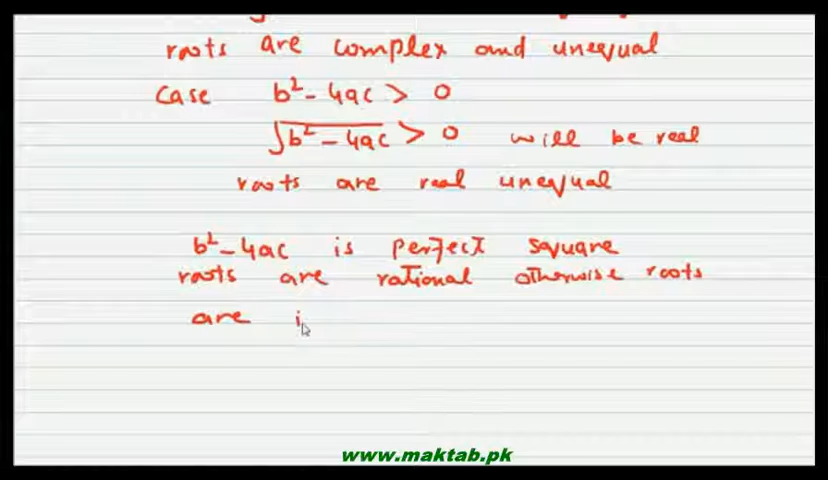 roots are complex and unequal
case b² - 4ac > 0
√b² - 4ac > 0 will be real
roots are real unequal
b² - 4ac is perfect square
roots are rational otherwise roots
are i
www.maktab.pk